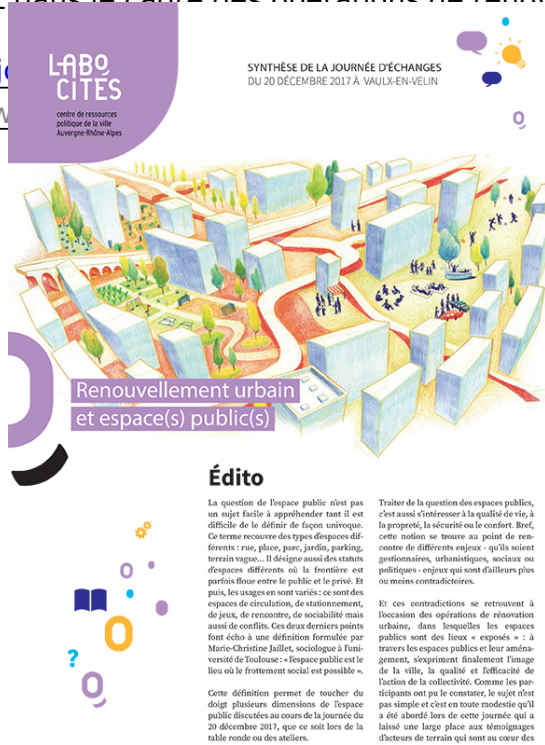 dans le cadre des opérations de rénov
LABO
CITÉS
centre de ressources
politique de la ville
Auvergne-Rhône-Alpes
SYNTHÈSE DE LA JOURNÉE D'ÉCHANGES
DU 20 DÉCEMBRE 2017 À VAULX-EN-VELIN
Renouvellement urbain
et espace(s) public(s)
Édito
La question de l'espace public n'est pas
un sujet facile à appréhender tant il est
difficile de le définir de façon univoque.
Ce terme recouvre des types d'espaces dif-
férents : rue, place, parc, jardin, parking,
terrain vague... Il désigne aussi des statuts
d'espaces différents où la frontière est
parfois floue entre le public et le privé. Et
puis, les usages en sont variés : ce sont des
espaces de circulation, de stationnement,
de jeux, de rencontre, de sociabilité mais
aussi de conflits. Ces deux derniers points
font écho à une définition formulée par
Marie-Christine Jaillet, sociologue à l'uni-
versité de Toulouse : « l'espace public est le
lieu où le frottement social est possible ».
Cette définition permet de toucher du
doigt plusieurs dimensions de l'espace
public discutées au cours de la journée du
20 décembre 2017, que ce soit lors de la
table ronde ou des ateliers.
Traiter de la question des espaces publics,
c'est aussi s'intéresser à la qualité de vie, à
la propreté, la sécurité ou le confort. Bref,
cette notion se trouve au point de ren-
contre de différents enjeux - qu'ils soient
gestionnaires, urbanistiques, sociaux ou
politiques - enjeux qui sont d'ailleurs plus
ou moins contradictoires.
Et ces contradictions se retrouvent à
l'occasion des opérations de rénovation
urbaine, dans lesquelles les espaces
publics sont des lieux « exposés » : à
travers les espaces publics et leur aména-
gement, s'expriment finalement l'image
de la ville, la qualité et l'efficacité de
l'action de la collectivité. Comme les par-
ticipants ont pu le constater, le sujet n'est
pas simple et c'est en toute modestie qu'il
a été abordé lors de cette journée qui a
laissé une large place aux témoignages
d'acteurs de terrain qui sont au cœur des